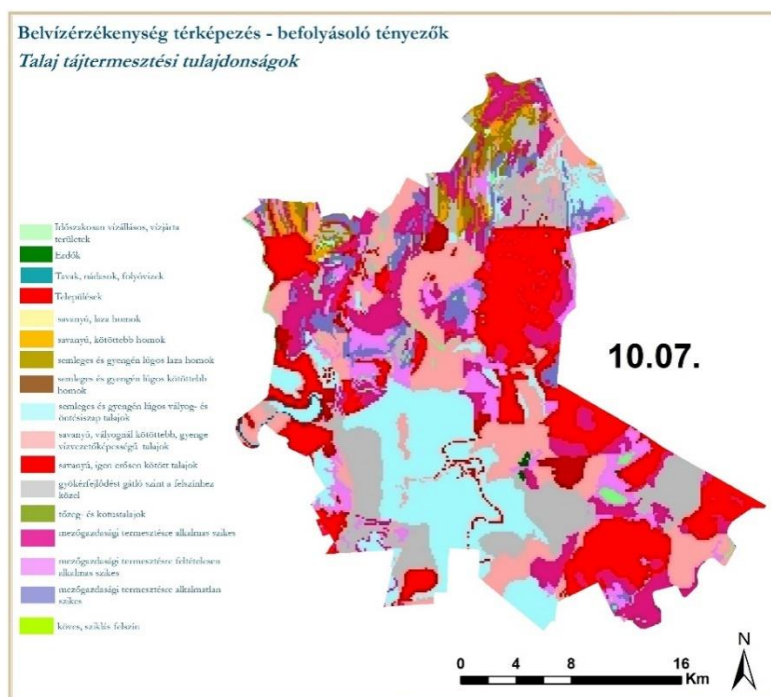 Belvízérzékenység térképezés - befolyásoló tényezők
Talaj tájtermesztési tulajdonságok
Időszakosan vízállásos, vízjárta
területek
Erdők
Tavak, nádasok, folyóvizek
Települések
savanyú, laza homok
savanyú, kötöttebb homok
semleges és gyengén lúgos laza homok
semleges és gyengén lúgos kötöttebb
homok
semleges és gyengén lúgos vályog- és
öntésiszap talajok
savanyú, vályognál kötöttebb, gyenge
vízvezetőképességű talajok
savanyú, igen erősen kötött talajok
gyökérfejlődést gátló szint a felszínhez
közel
tőzeg- és kotustalajok
mezőgazdasági termesztésre alkalmas szikes
mezőgazdasági termesztésre feltételesen
alkalmas szikes
mezőgazdasági termesztésre alkalmatlan
szikes
köves, sziklás felszín
10.07.
N
0 4 8 16
Km